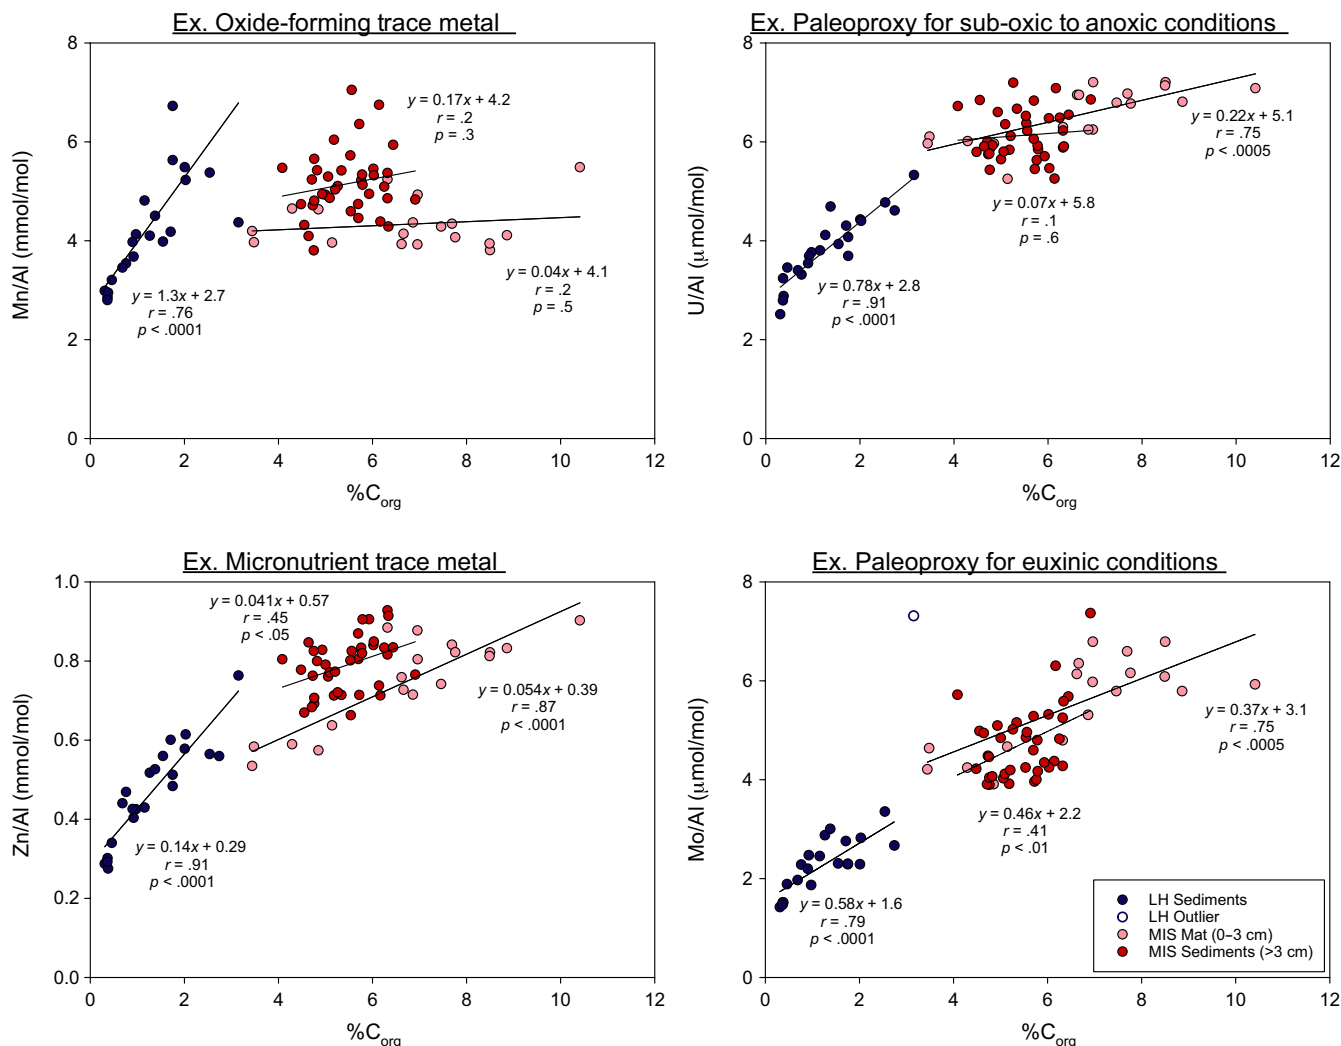 Ex. Oxide-forming trace metal
8
6
4
2
0
Mn/Al (mmol/mol)
y = 0.17x + 4.2
r = .2
p = .3
y = 0.04x + 4.1
r = .2
p = .5
y = 1.3x + 2.7
r = .76
p < .0001
0 2 4 6 8 10 12
%Corg
Ex. Paleoproxy for sub-oxic to anoxic conditions
8
6
4
2
0
U/Al (μmol/mol)
y = 0.22x + 5.1
r = .75
p < .0005
y = 0.07x + 5.8
r = .1
p = .6
y = 0.78x + 2.8
r = .91
p < .0001
0 2 4 6 8 10 12
%Corg
Ex. Micronutrient trace metal
1.0
0.8
0.6
0.4
0.2
0.0
Zn/Al (mmol/mol)
y = 0.041x + 0.57
r = .45
p < .05
y = 0.054x + 0.39
r = .87
p < .0001
y = 0.14x + 0.29
r = .91
p < .0001
0 2 4 6 8 10 12
%Corg
Ex. Paleoproxy for euxinic conditions
8
6
4
2
0
Mo/Al (μmol/mol)
y = 0.37x + 3.1
r = .75
p < .0005
y = 0.46x + 2.2
r = .41
p < .01
y = 0.58x + 1.6
r = .79
p < .0001
LH Sediments
LH Outlier
MIS Mat (0–3 cm)
MIS Sediments (>3 cm)
0 2 4 6 8 10 12
%Corg